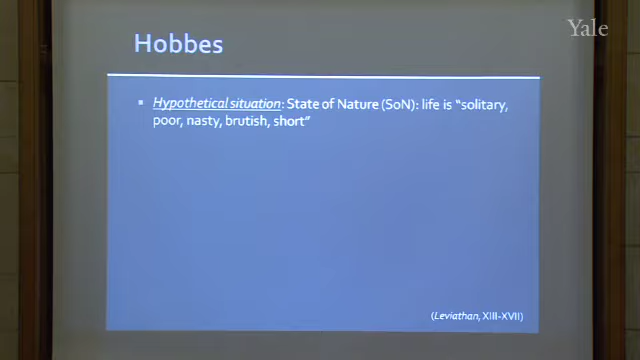 Yale
Hobbes
Hypothetical situation: State of Nature (SoN): life is “solitary,
poor, nasty, brutish, short”
(Leviathan, XIII-XVII)